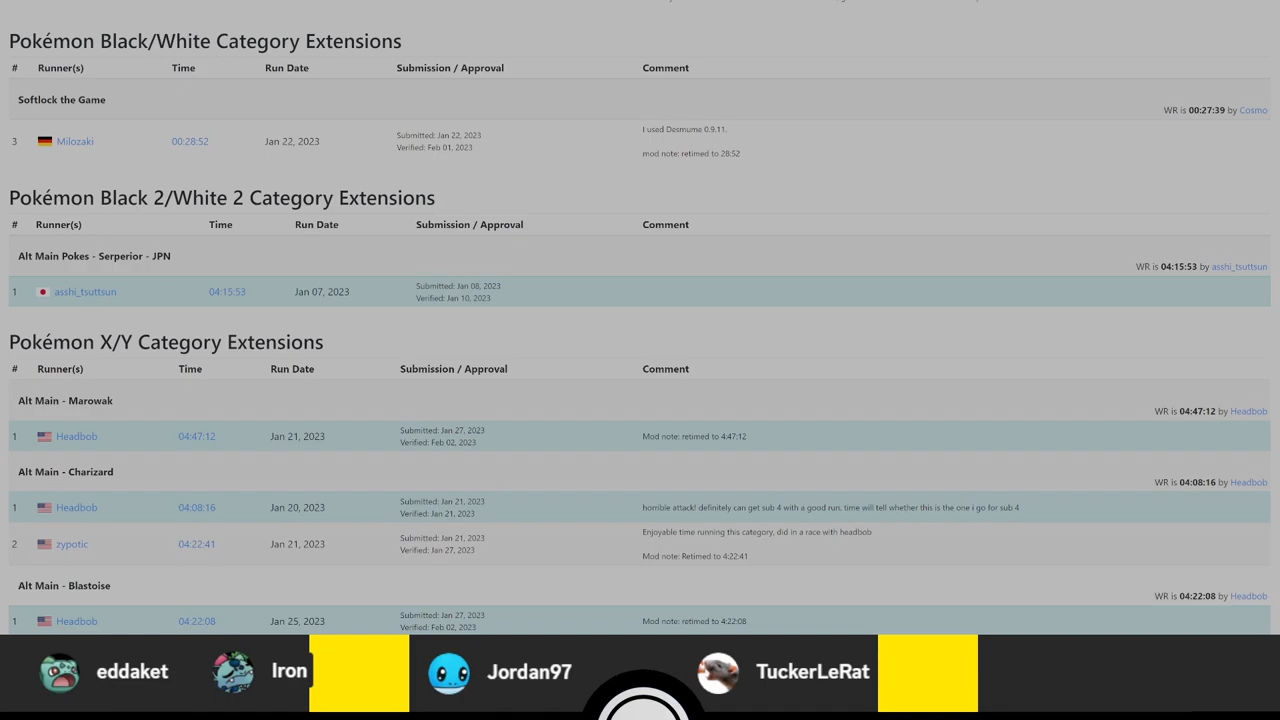 Pokémon Black/White Category Extensions
# Runner(s) Time Run Date Submission / Approval Comment
Softlock the Game
WR is 00:27:39 by Cosmo
3 Milozaki 00:28:52 Jan 22, 2023 Submitted: Jan 22, 2023 Verified: Feb 01, 2023 I used Desmume 0.9.11.
mod note: retimed to 28:52
Pokémon Black 2/White 2 Category Extensions
# Runner(s) Time Run Date Submission / Approval Comment
Alt Main Pokes - Serperior - JPN
WR is 04:15:53 by asshi_tsuttsun
1 asshi_tsuttsun 04:15:53 Jan 07, 2023 Submitted: Jan 08, 2023 Verified: Jan 10, 2023
Pokémon X/Y Category Extensions
# Runner(s) Time Run Date Submission / Approval Comment
Alt Main - Marowak
WR is 04:47:12 by Headbob
1 Headbob 04:47:12 Jan 21, 2023 Submitted: Jan 27, 2023 Verified: Feb 02, 2023 Mod note: retimed to 4:47:12
Alt Main - Charizard
WR is 04:08:16 by Headbob
1 Headbob 04:08:16 Jan 20, 2023 Submitted: Jan 21, 2023 Verified: Jan 21, 2023 horrible attack! definitely can get sub 4 with a good run. time will tell whether this is the one i go for sub 4
2 zypotic 04:22:41 Jan 21, 2023 Submitted: Jan 21, 2023 Verified: Jan 27, 2023 Enjoyable time running this category, did in a race with headbob
Mod note: Retimed to 4:22:41
Alt Main - Blastoise
WR is 04:22:08 by Headbob
1 Headbob 04:22:08 Jan 25, 2023 Submitted: Jan 27, 2023 Verified: Feb 02, 2023 Mod note: retimed to 4:22:08
eddaket Iron Jordan97 TuckerLeRat